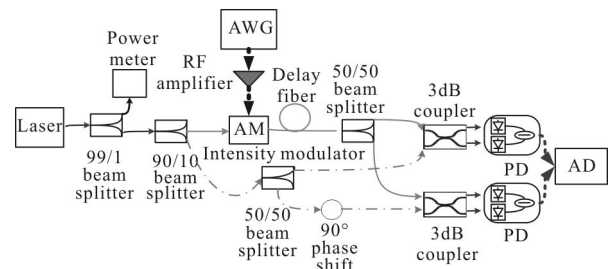 AWG
Power
meter
RF
amplifier
Delay
fiber
50/50
beam
splitter
3dB
coupler
Laser
AM
Intensity modulator
PD
AD
99/1
beam
splitter
90/10
beam
splitter
50/50
beam
splitter
90°
phase
shift
3dB
coupler
PD